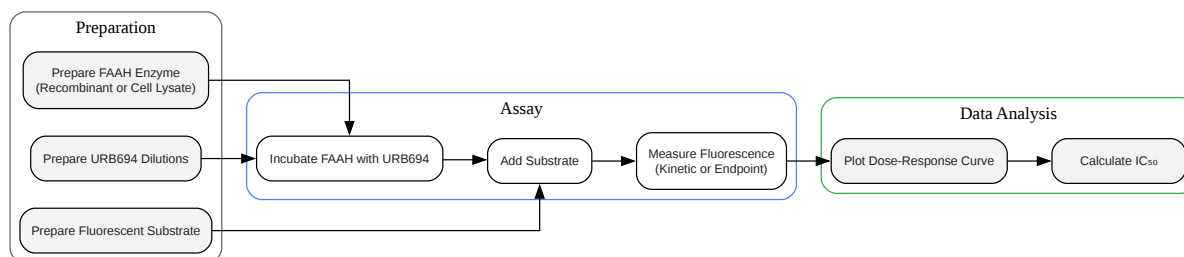 Preparation
Prepare FAAH Enzyme
(Recombinant or Cell Lysate)
Prepare URB694 Dilutions
Prepare Fluorescent Substrate
Assay
Incubate FAAH with URB694
Add Substrate
Measure Fluorescence
(Kinetic or Endpoint)
Data Analysis
Plot Dose-Response Curve
Calculate IC₅₀